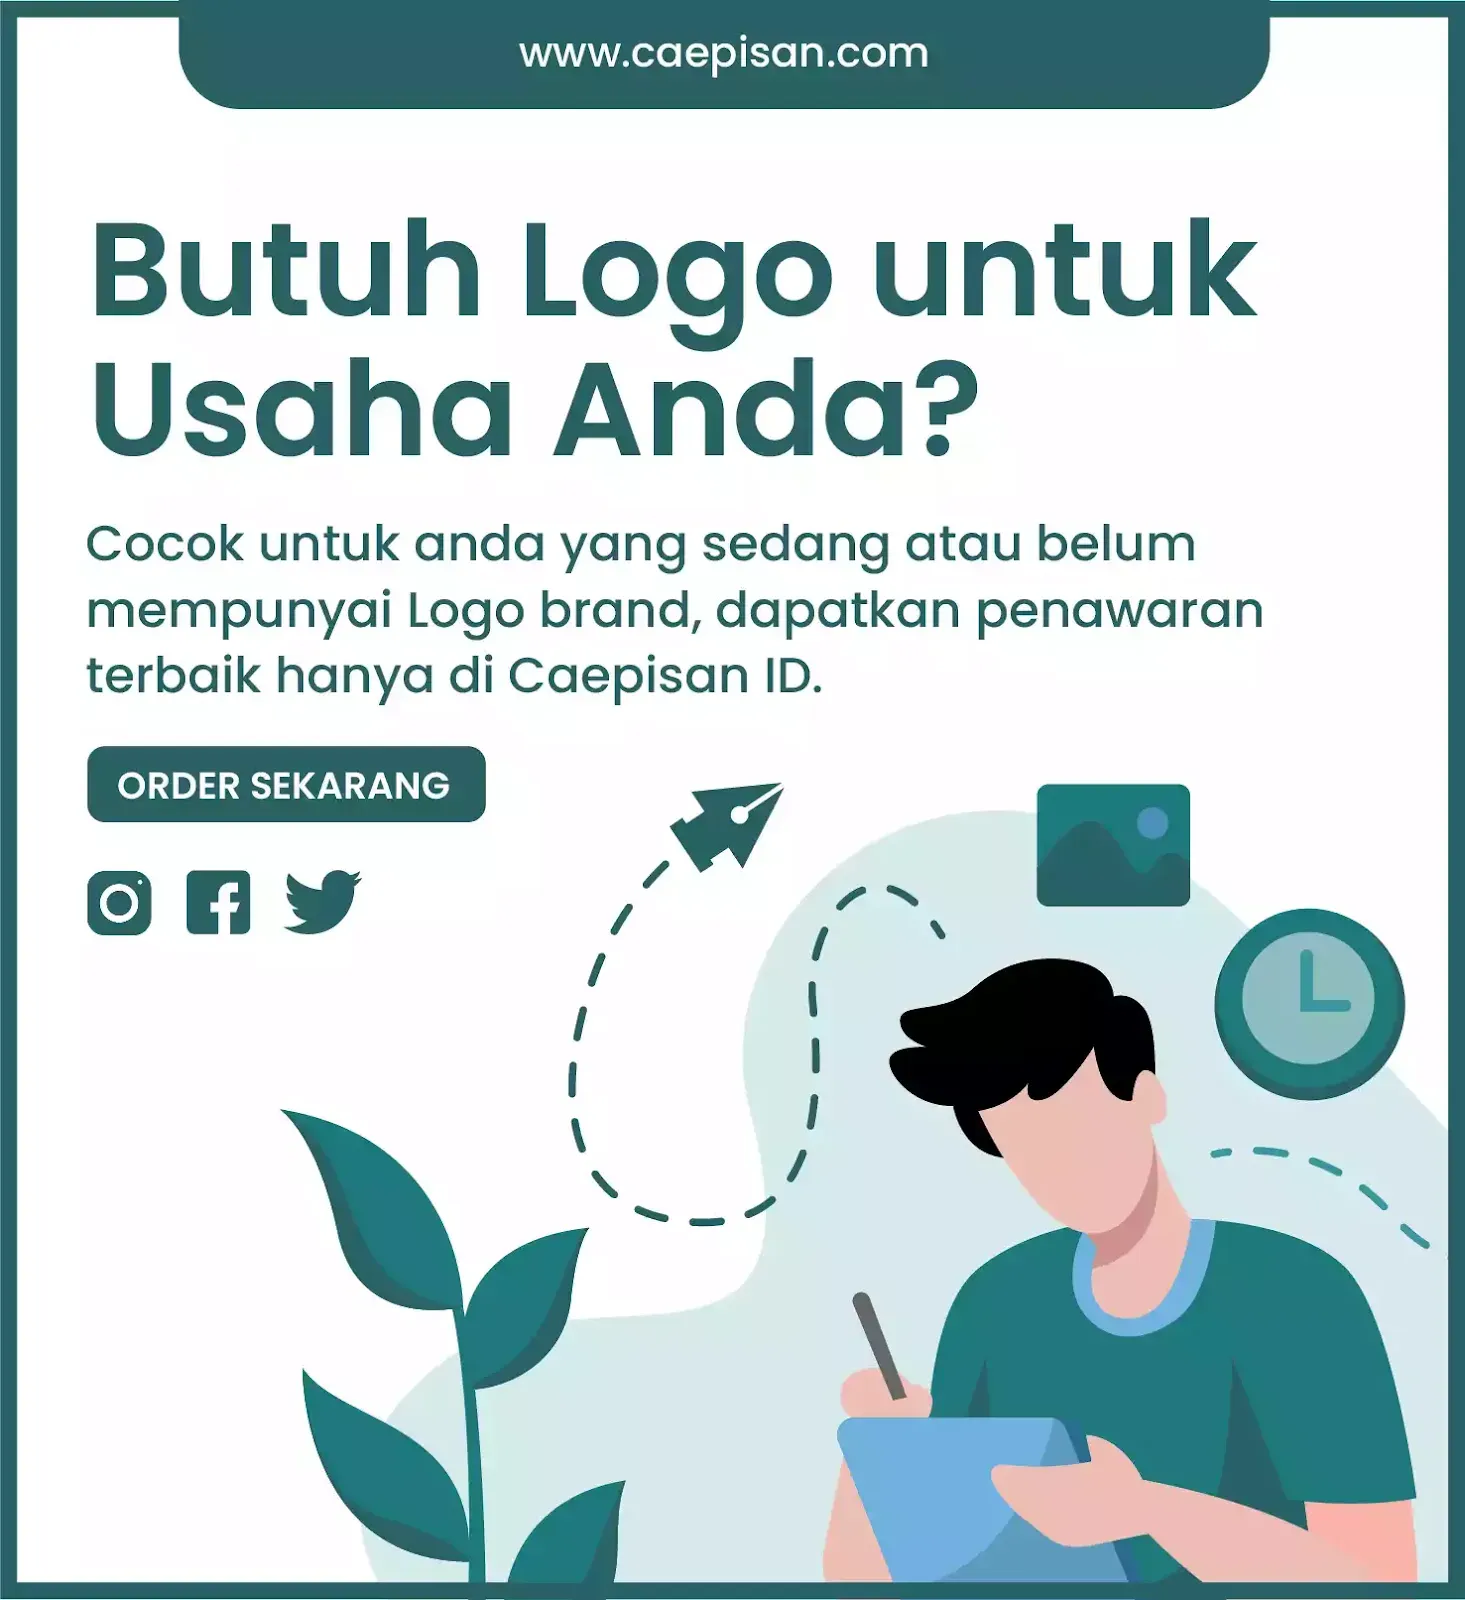 www.caepisan.com
Butuh Logo untuk
Usaha Anda?
Cocok untuk anda yang sedang atau belum
mempunyai Logo brand, dapatkan penawaran
terbaik hanya di Caepisan ID.
ORDER SEKARANG